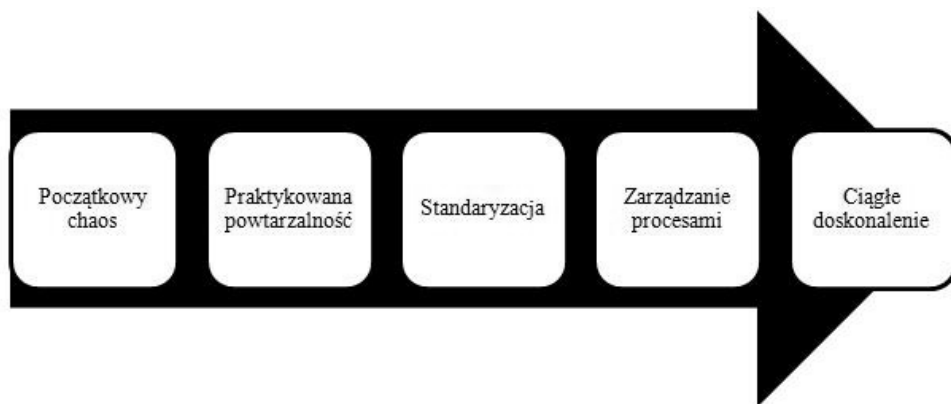 Początkowy
chaos
Praktykowana
powtarzalność
Standaryzacja
Zarządzanie
procesami
Ciągłe
doskonalenie